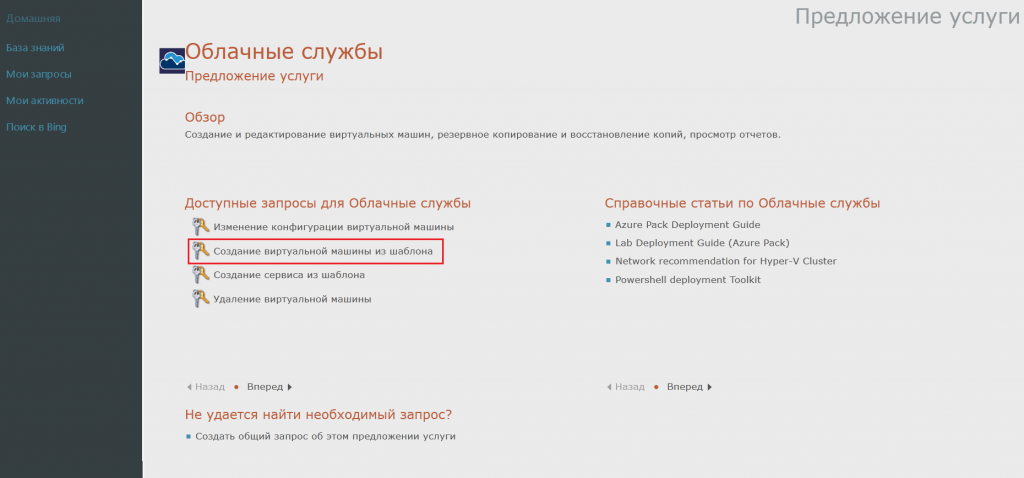 Домашняя
База знаний
Мои запросы
Мои активности
Поиск в Bing
Предложение услуги
Облачные службы
Предложение услуги
Обзор
Создание и редактирование виртуальных машин, резервное копирование и восстановление копий, просмотр отчетов.
Доступные запросы для Облачные службы
Изменение конфигурации виртуальной машины
Создание виртуальной машины из шаблона
Создание сервиса из шаблона
Удаление виртуальной машины
Назад • Вперед
Справочные статьи по Облачные службы
Azure Pack Deployment Guide
Lab Deployment Guide (Azure Pack)
Network recommendation for Hyper-V Cluster
Powershell deployment Toolkit
Назад • Вперед
Не удается найти необходимый запрос?
Создать общий запрос об этом предложении услуги